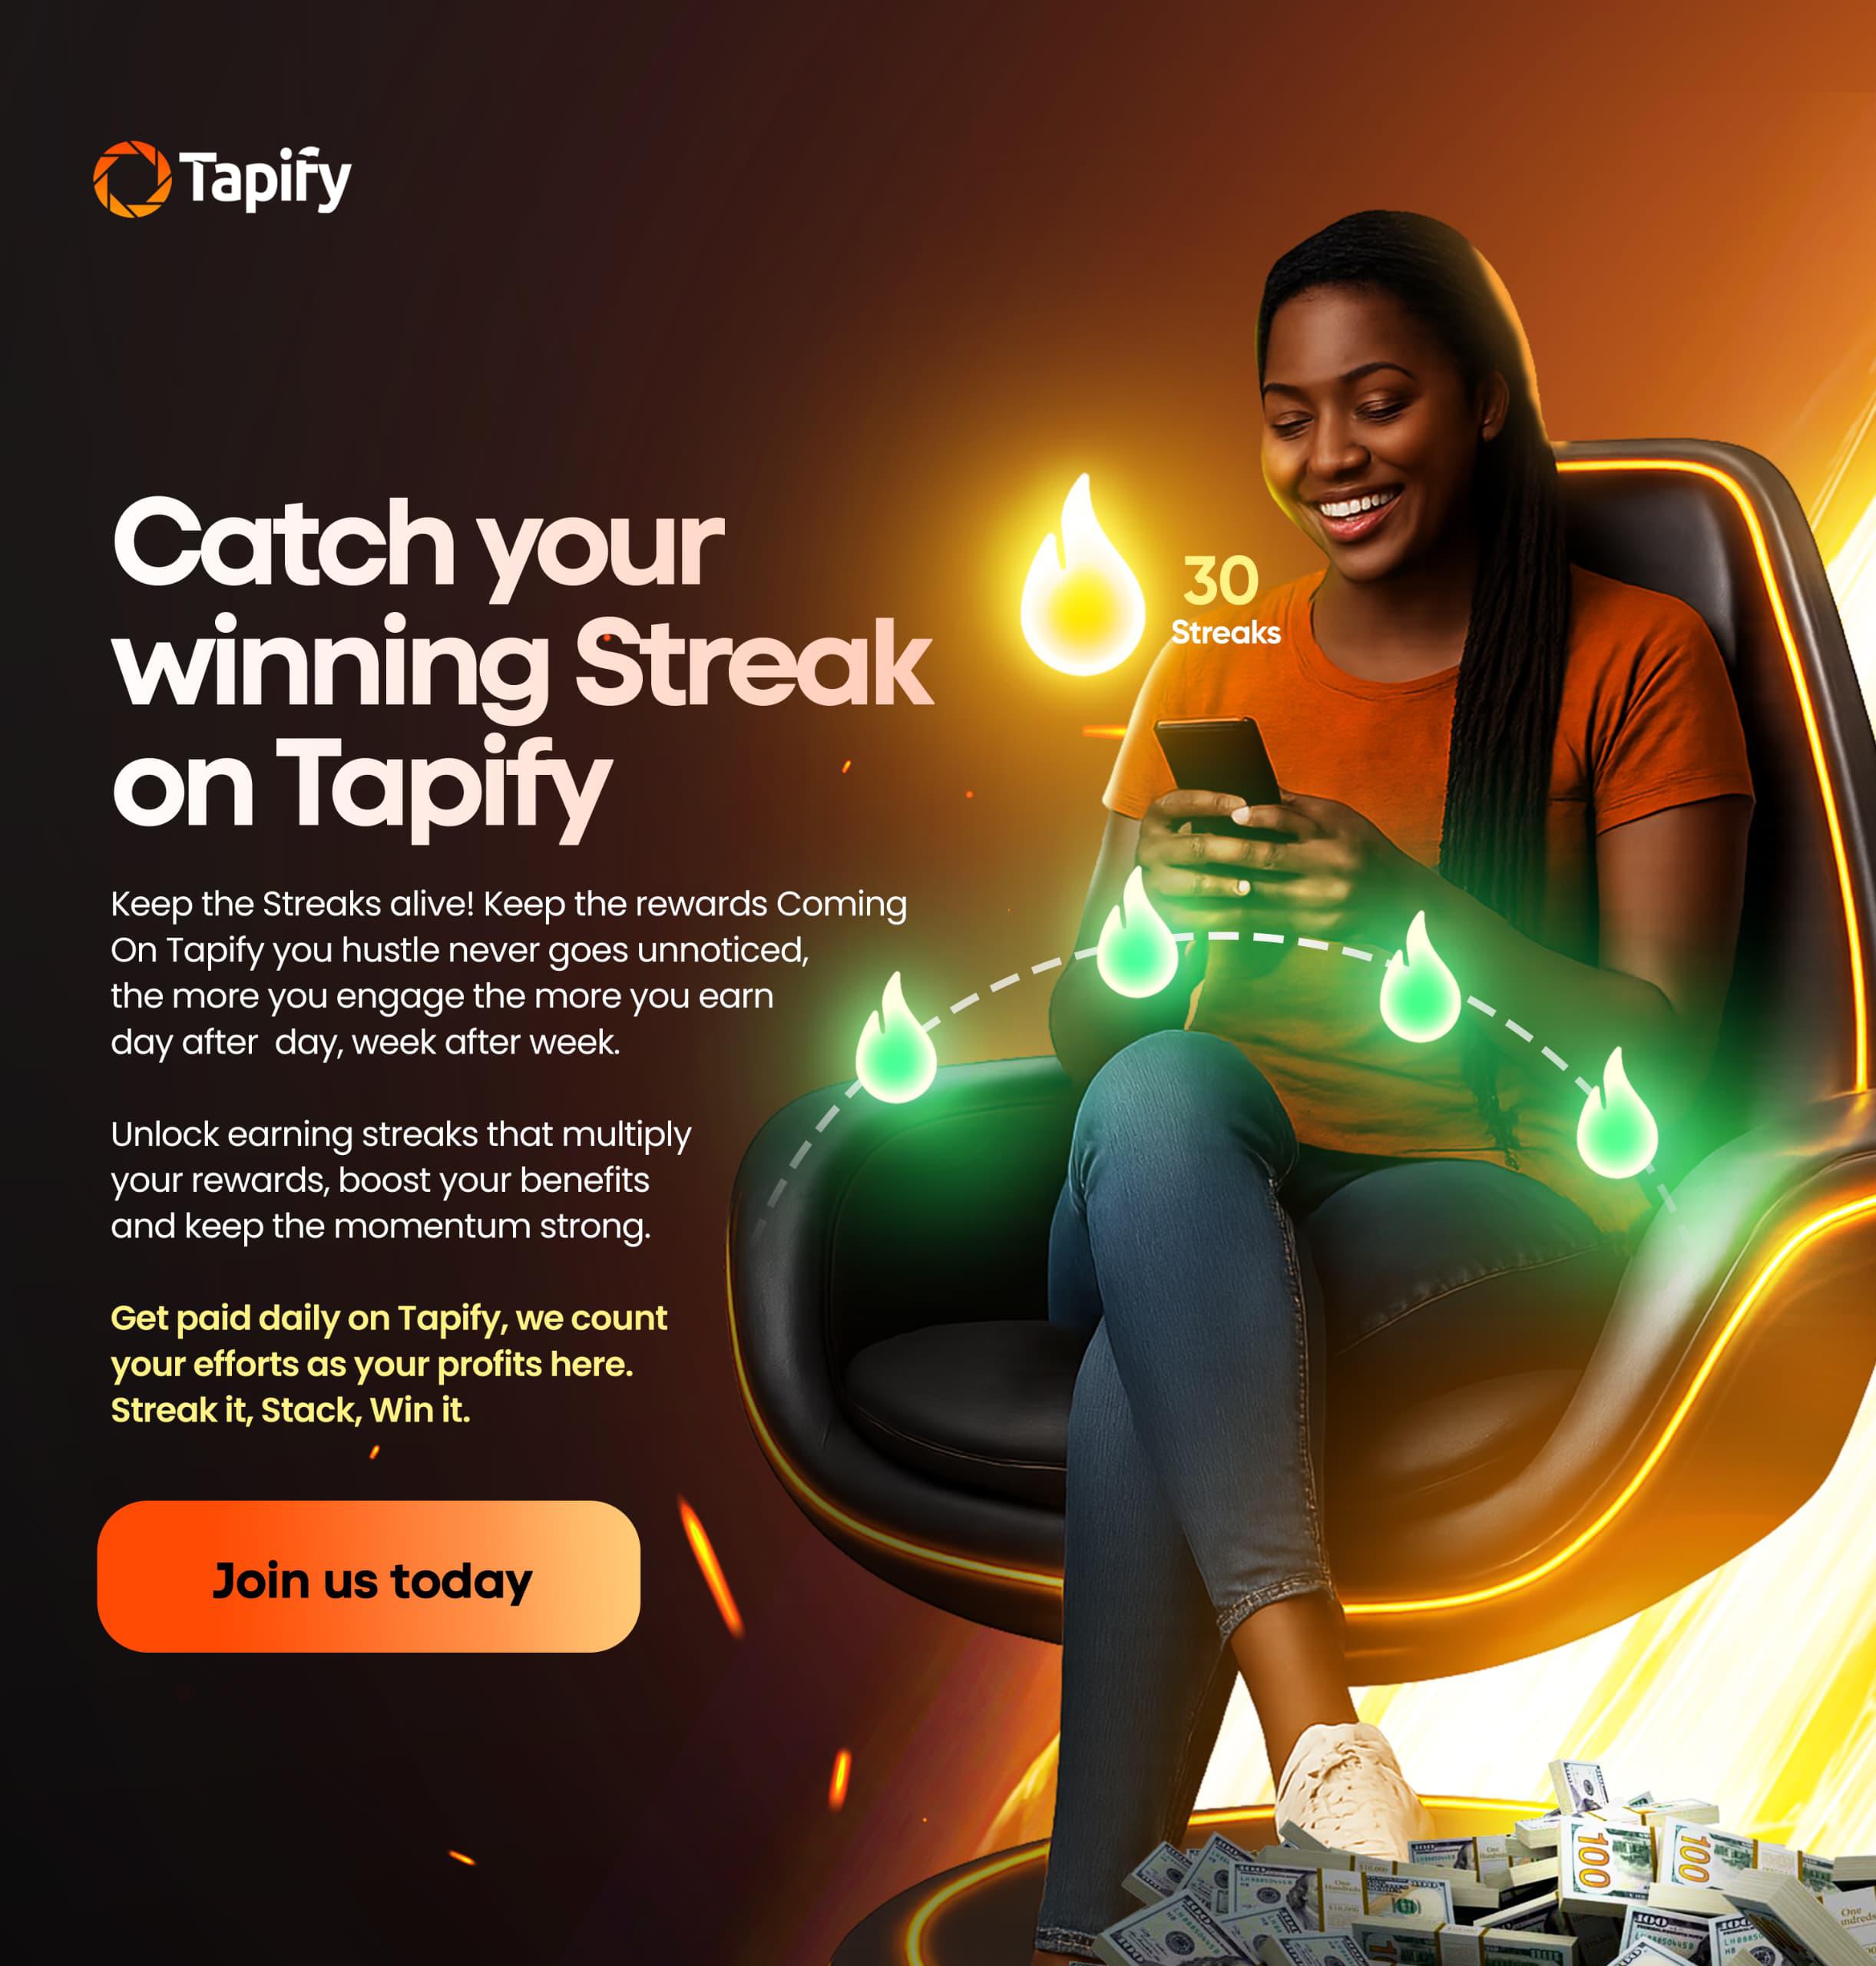 Tapify
Catch your
winning Streak
on Tapify
30
Streaks
Keep the Streaks alive! Keep the rewards Coming
On Tapify you hustle never goes unnoticed,
the more you engage the more you earn
day after  day, week after week.
Unlock earning streaks that multiply
your rewards, boost your benefits
and keep the momentum strong.
Get paid daily on Tapify, we count
your efforts as your profits here.
Streak it, Stack, Win it.
Join us today
100
100